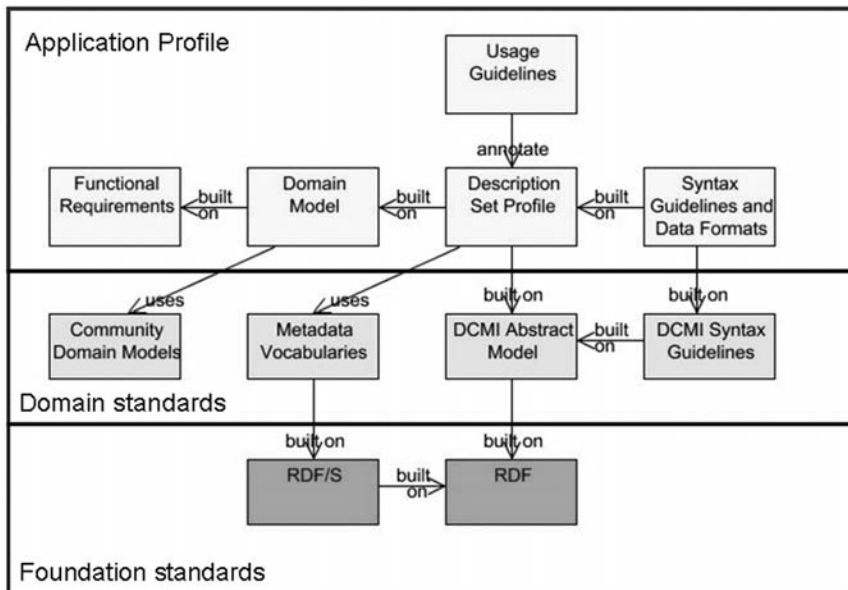 Application Profile
Usage
Guidelines
annotate
Functional
Requirements
built
on
Domain
Model
built
on
Description
Set Profile
built
on
Syntax
Guidelines and
Data Formats
uses
uses
built on
built on
Community
Domain Models
Metadata
Vocabularies
DCMI Abstract
Model
built
on
DCMI Syntax
Guidelines
Domain standards
built on
built on
RDF/S
built
on
RDF
Foundation standards